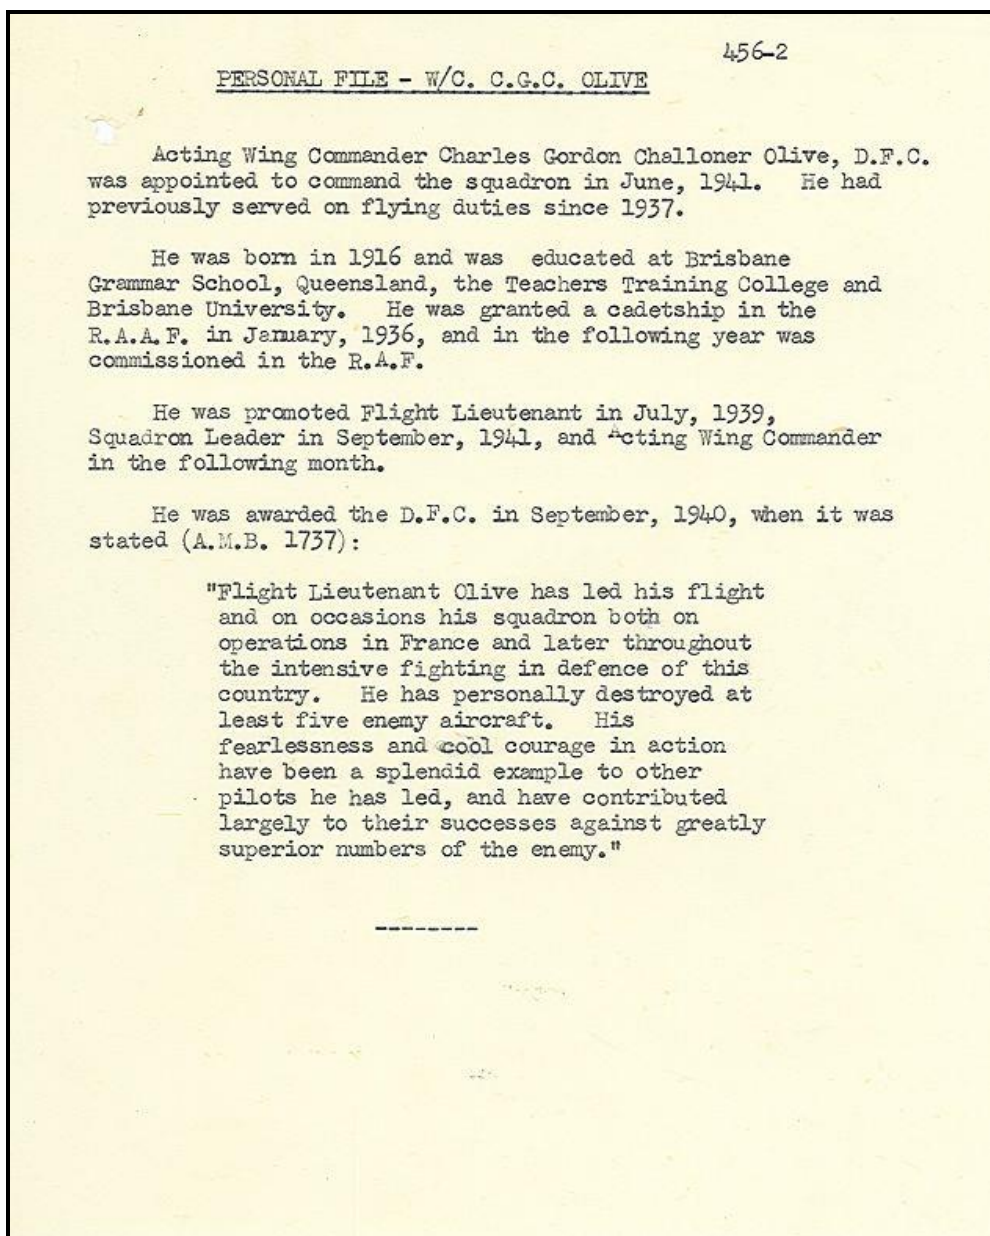 456-2
PERSONAL FILE - W/C. C.G.C. OLIVE
Acting Wing Commander Charles Gordon Challoner Olive, D.F.C.
was appointed to command the squadron in June, 1941. He had
previously served on flying duties since 1937.
He was born in 1916 and was educated at Brisbane
Grammar School, Queensland, the Teachers Training College and
Brisbane University. He was granted a cadetship in the
R.A.A.F. in January, 1936, and in the following year was
commissioned in the R.A.F.
He was promoted Flight Lieutenant in July, 1939,
Squadron Leader in September, 1941, and Acting Wing Commander
in the following month.
He was awarded the D.F.C. in September, 1940, when it was
stated (A.M.B. 1737):
"Flight Lieutenant Olive has led his flight
and on occasions his squadron both on
operations in France and later throughout
the intensive fighting in defence of this
country. He has personally destroyed at
least five enemy aircraft. His
fearlessness and cool courage in action
have been a splendid example to other
pilots he has led, and have contributed
largely to their successes against greatly
superior numbers of the enemy."
--------